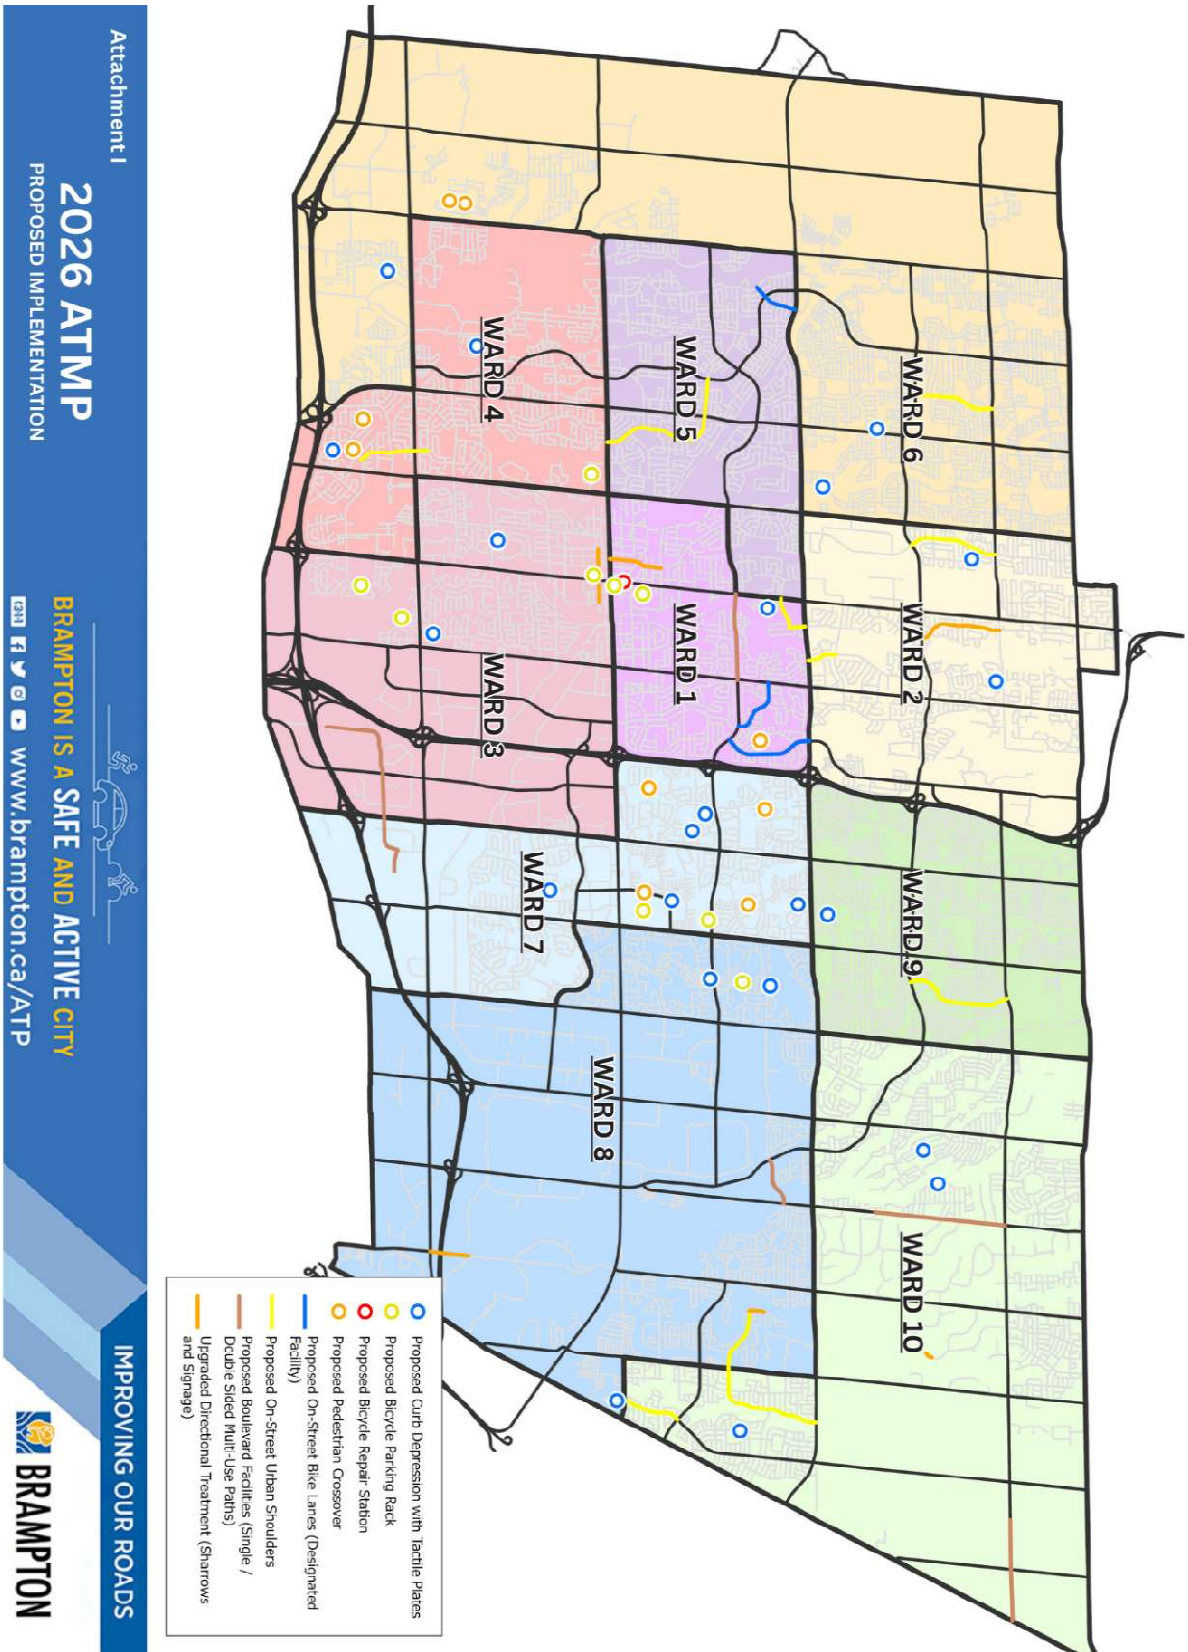 Attachment I
2026 ATMP
PROPOSED IMPLEMENTATION
BRAMPTON IS A SAFE AND ACTIVE CITY
www.brampton.ca/ATP
IMPROVING OUR ROADS
BRAMPTON
WARD 6
WARD 2
WARD 9
WARD 10
WARD 5
WARD 1
WARD 4
WARD 3
WARD 7
WARD 8
Proposed Curb Depression with Tactile Plates
Proposed Bicycle Parking Rack
Proposed Bicycle Repair Station
Proposed Pedestrian Crossover
Proposed On-Street Bike Lanes (Designated
Facility)
Proposed On-Street Urban Shoulders
Proposed Boulevard Facilities (Single /
Double Sided Multi-Use Paths)
Upgraded Directional Treatment (Sharrows
and Signage)